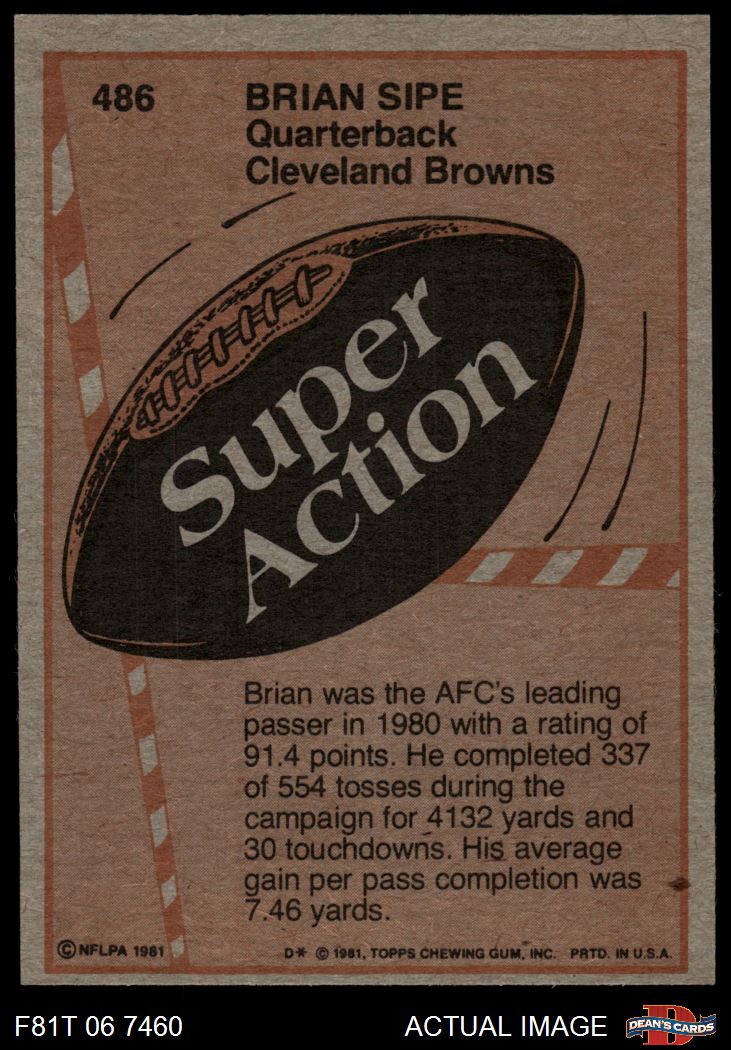 486
BRIAN SIPE
Quarterback
Cleveland Browns
Super
Action
Brian was the AFC's leading
passer in 1980 with a rating of
91.4 points. He completed 337
of 554 tosses during the
campaign for 4132 yards and
30 touchdowns. His average
gain per pass completion was
7.46 yards.
© NFLPA 1981
D* © 1981, TOPPS CHEWING GUM, INC. PRTD. IN U.S.A.
F81T 06 7460
ACTUAL IMAGE
D
DEAN'S CARDS